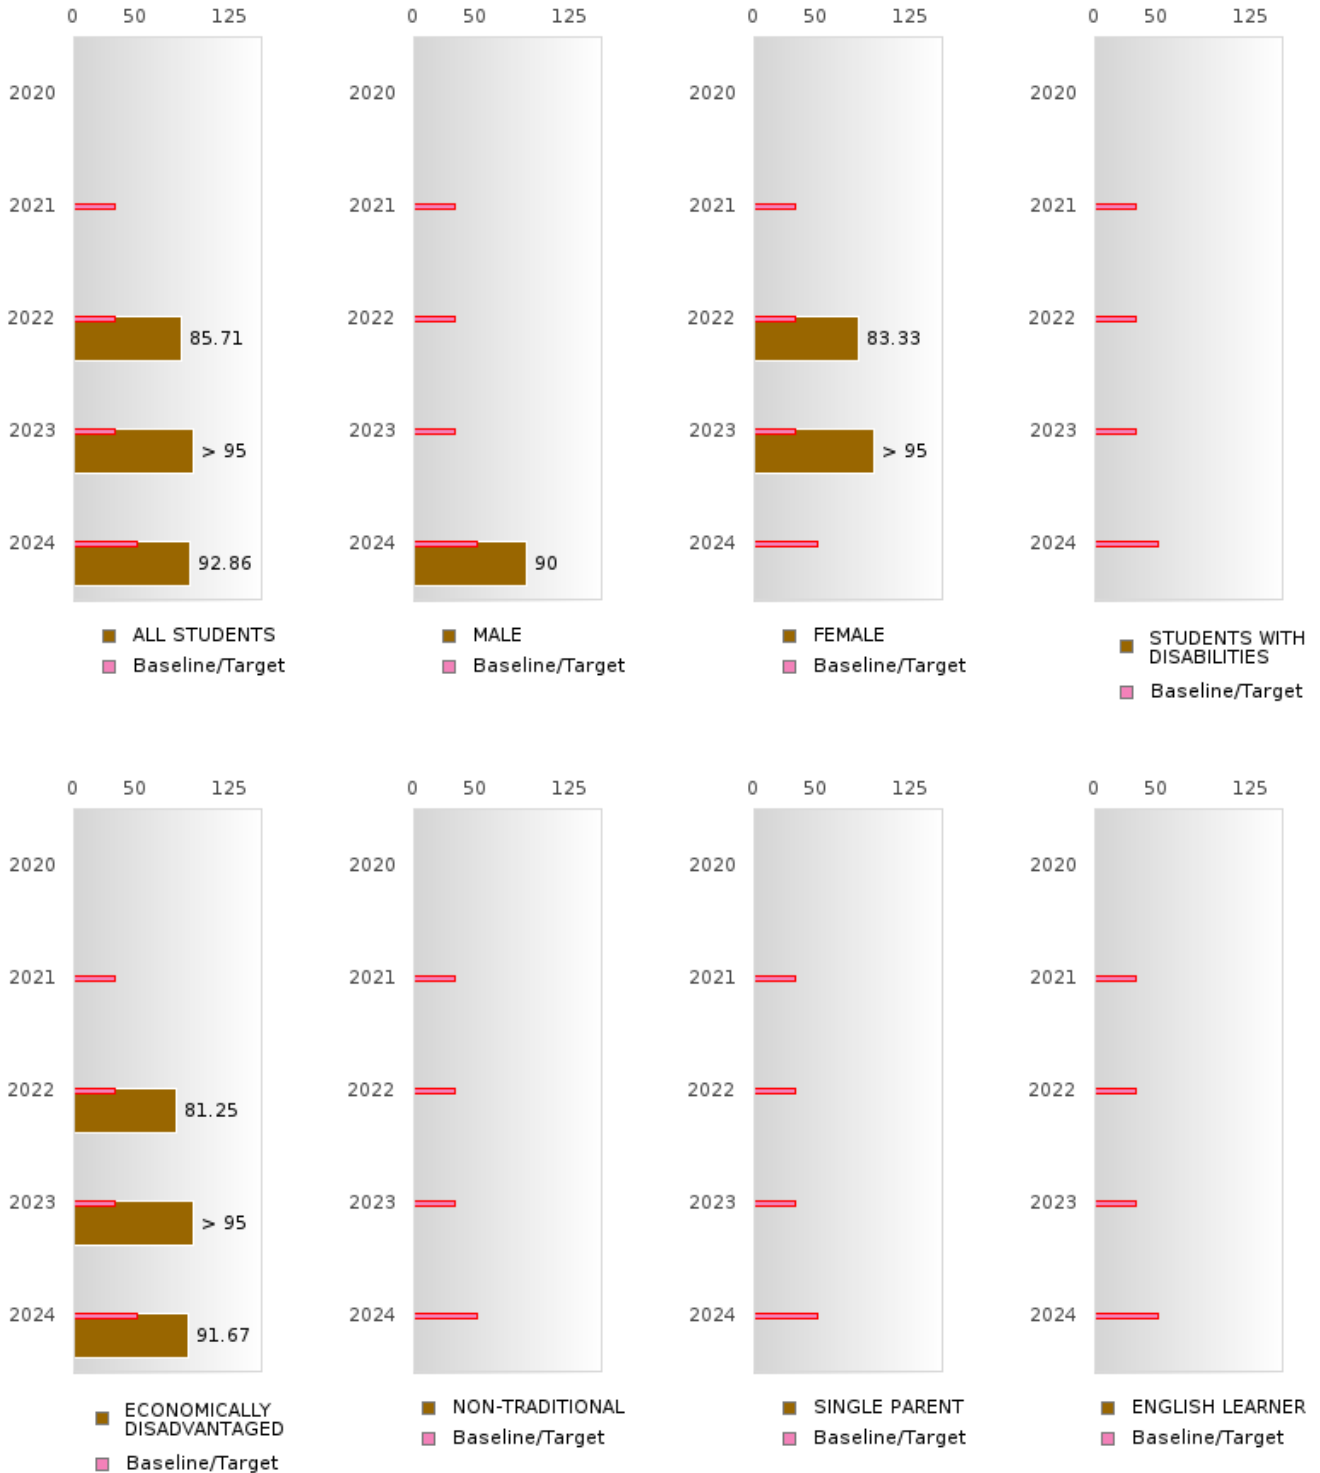 0 50 125
2020
2021
2022 85.71
2023 > 95
2024 92.86
ALL STUDENTS
Baseline/Target
0 50 125
2020
2021
2022
2023
2024 90
MALE
Baseline/Target
0 50 125
2020
2021
2022 83.33
2023 > 95
2024
FEMALE
Baseline/Target
0 50 125
2020
2021
2022
2023
2024
STUDENTS WITH
DISABILITIES
Baseline/Target
0 50 125
2020
2021
2022 81.25
2023 > 95
2024 91.67
ECONOMICALLY
DISADVANTAGED
Baseline/Target
0 50 125
2020
2021
2022
2023
2024
NON-TRADITIONAL
Baseline/Target
0 50 125
2020
2021
2022
2023
2024
SINGLE PARENT
Baseline/Target
0 50 125
2020
2021
2022
2023
2024
ENGLISH LEARNER
Baseline/Target